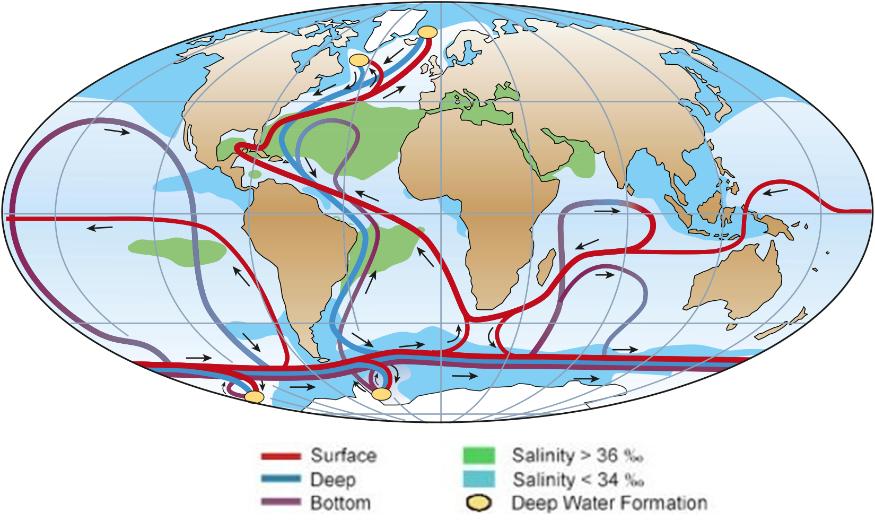 Surface
Deep
Bottom
Salinity > 36 ‰
Salinity < 34 ‰
Deep Water Formation